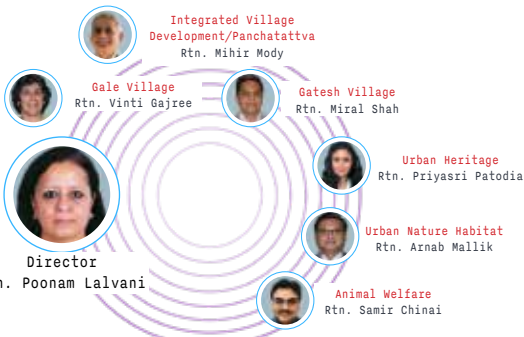 Integrated Village
Development/Panchatattva
Rtn. Mihir Mody
Gale Village
Rtn. Vinti Gajree
Gatesh Village
Rtn. Miral Shah
Urban Heritage
Rtn. Priyasri Patodia
Urban Nature Habitat
Rtn. Arnab Mallik
Director
n. Poonam Lalvani
Animal Welfare
Rtn. Samir Chinai